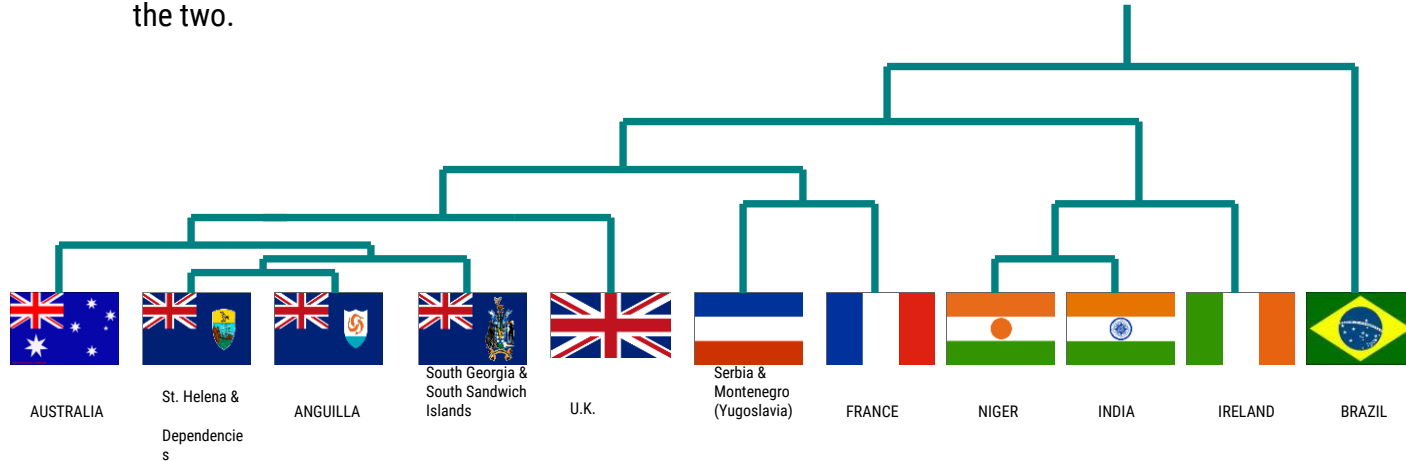 the two.
AUSTRALIA
St. Helena &
Dependencie
s
ANGUILLA
South Georgia &
South Sandwich
Islands
U.K.
Serbia &
Montenegro
(Yugoslavia)
FRANCE
NIGER
INDIA
IRELAND
BRAZIL